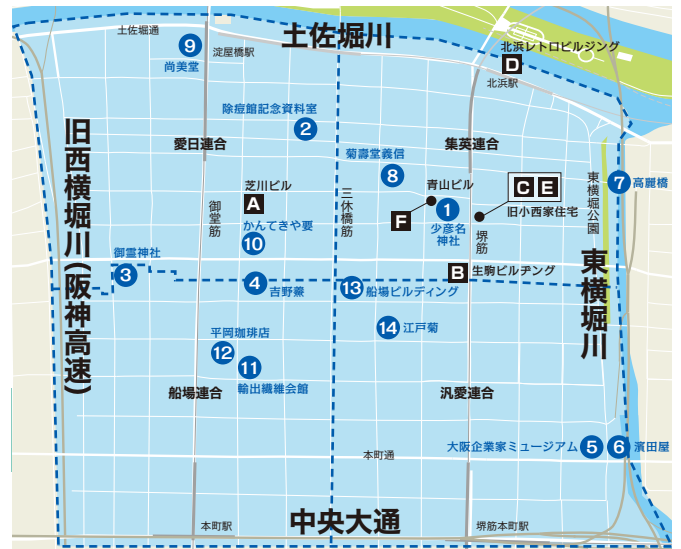 土佐堀通
土佐堀川
9
淀屋橋駅
尚美堂
北浜レトロビルジング
D
北浜駅
除痘館記念資料室
2
愛日連合
集英連合
菊壽堂義信
8
旧西横堀川(阪神高速)
御堂筋
芝川ビル
A
かんてきや要
10
三休橋筋
青山ビル
F
1
少彦名
神社
C E
旧小西家住宅
堺筋
東横堀公園
7
高麗橋
東横堀川
御霊神社
3
4
吉野鮨
13
船場ビルディング
B
生駒ビルヂング
14
江戸菊
平岡珈琲店
12
11
輸出繊維会館
船場連合
汎愛連合
大阪企業家ミュージアム
5
6
濱田屋
本町通
本町駅
中央大通
堺筋本町駅